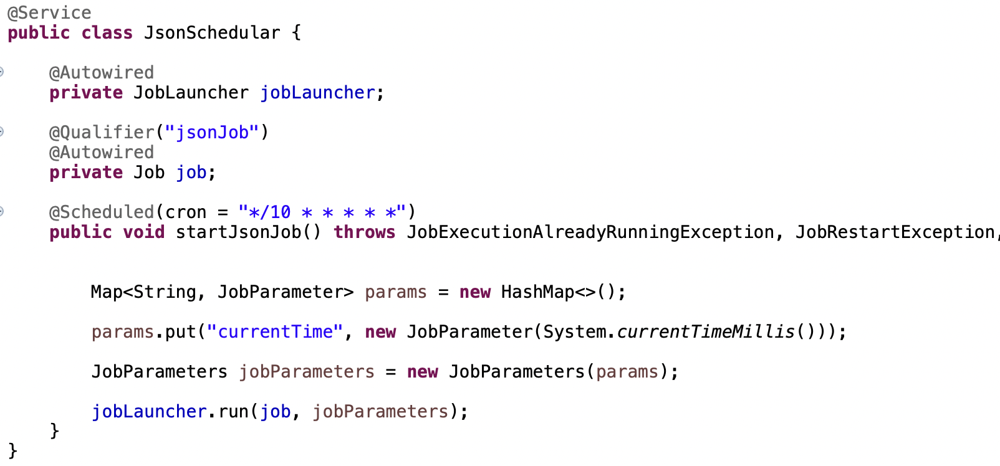 @Service
public class JsonSchedular {
@Autowired
private JobLauncher jobLauncher;
@Qualifier("jsonJob")
@Autowired
private Job job;
@Scheduled(cron = "*/10 * * * * *")
public void startJsonJob() throws JobExecutionAlreadyRunningException, JobRestartException,
Map<String, JobParameter> params = new HashMap<>();
params.put("currentTime", new JobParameter(System.currentTimeMillis()));
JobParameters jobParameters = new JobParameters(params);
jobLauncher.run(job, jobParameters);
}
}